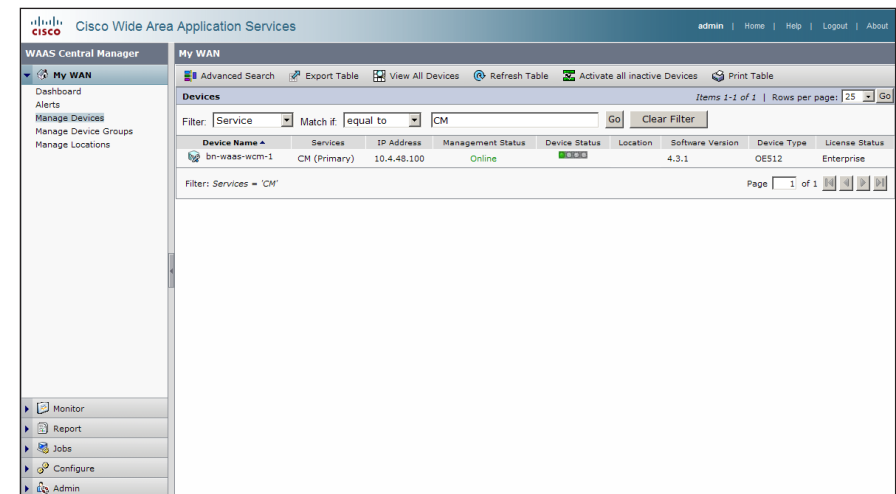 CISCO Cisco Wide Area Application Services admin | Home | Help | Logout | About
WAAS Central Manager
My WAN
Dashboard
Alerts
Manage Devices
Manage Device Groups
Manage Locations
Monitor
Report
Jobs
Configure
Admin
My WAN
Advanced Search Export Table View All Devices Refresh Table Activate all inactive Devices Print Table
Devices Items 1-1 of 1 | Rows per page: 25 Go
Filter: Service Match if: equal to CM Go Clear Filter
Device Name Services IP Address Management Status Device Status Location Software Version Device Type License Status
bn-waas-wcm-1 CM (Primary) 10.4.48.100 Online 4.3.1 OE512 Enterprise
Filter: Services = 'CM' Page 1 of 1